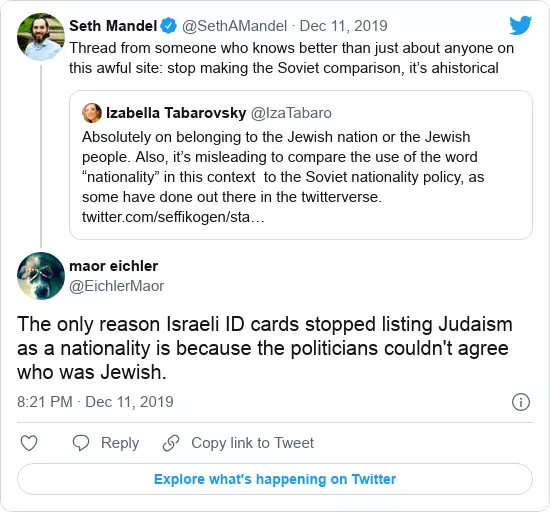 Seth Mandel @SethAMandel · Dec 11, 2019
Thread from someone who knows better than just about anyone on
this awful site: stop making the Soviet comparison, it’s ahistorical
Izabella Tabarovsky @IzaTabaro
Absolutely on belonging to the Jewish nation or the Jewish
people. Also, it’s misleading to compare the use of the word
“nationality” in this context  to the Soviet nationality policy, as
some have done out there in the twitterverse.
twitter.com/seffikogen/sta…
maor eichler
@EichlerMaor
The only reason Israeli ID cards stopped listing Judaism
as a nationality is because the politicians couldn't agree
who was Jewish.
8:21 PM · Dec 11, 2019
Reply Copy link to Tweet
Explore what's happening on Twitter